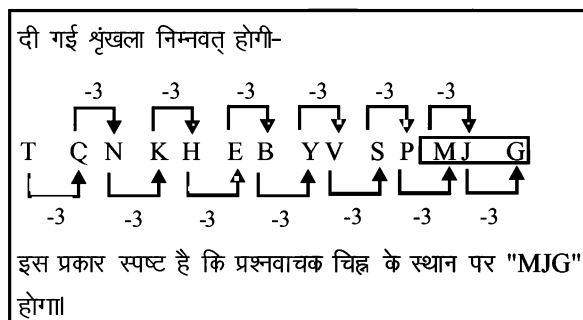 दी गई शृंखला निम्नवत् होगी-
-3 -3 -3 -3 -3 -3
T Q N K H E B Y V S P M J G
-3 -3 -3 -3 -3 -3 -3
इस प्रकार स्पष्ट है कि प्रश्नवाचक चिह्न के स्थान पर "MJG"
होगा।